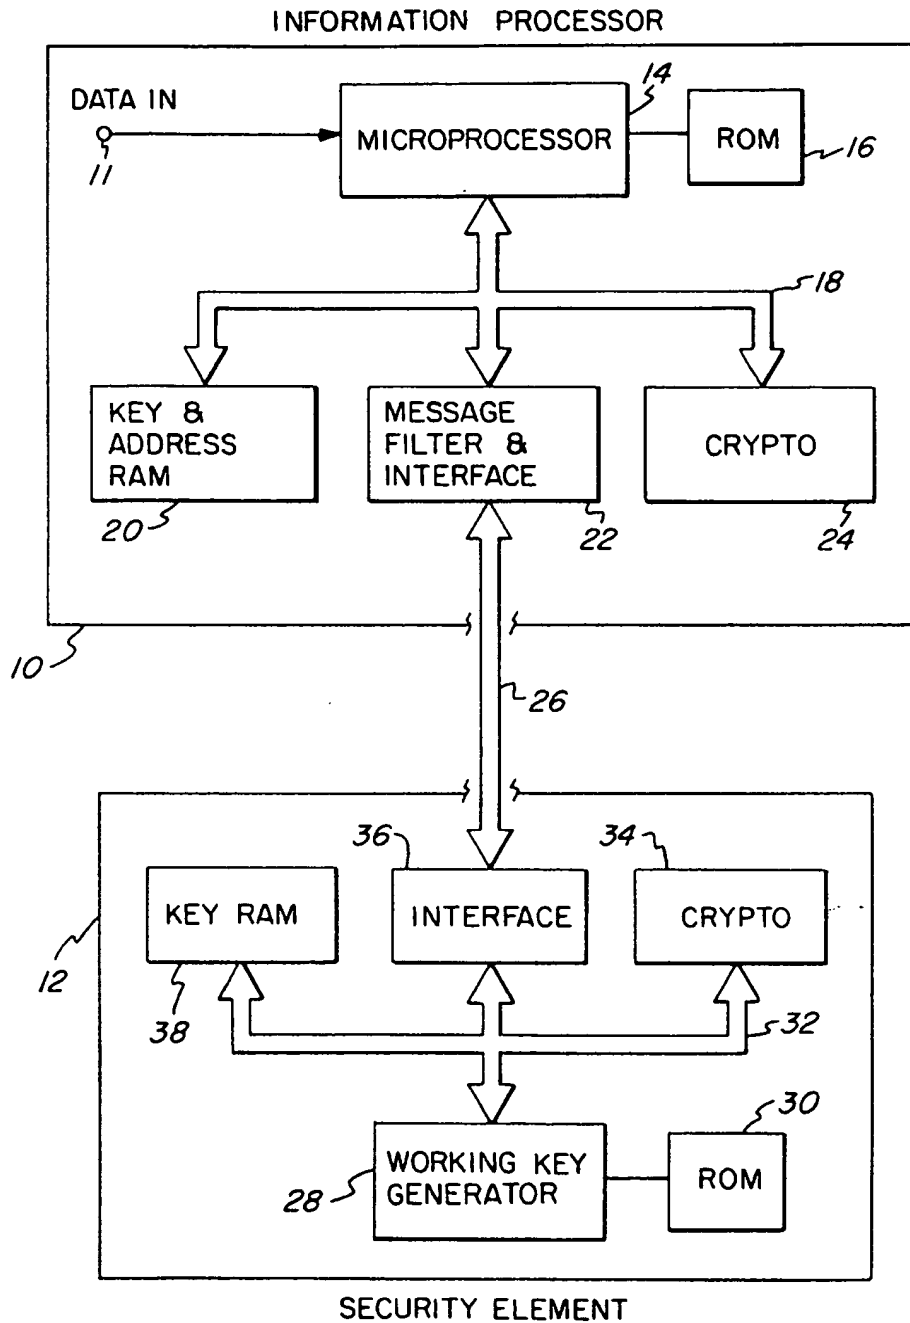 INFORMATION PROCESSOR
DATA IN
11
MICROPROCESSOR
14
ROM
16
18
KEY &
ADDRESS
RAM
20
MESSAGE
FILTER &
INTERFACE
22
CRYPTO
24
10
26
12
KEY RAM
38
36
INTERFACE
34
CRYPTO
32
28
WORKING KEY
GENERATOR
30
ROM
SECURITY ELEMENT